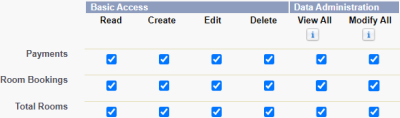 Basic Access Data Administration
Read Create Edit Delete View All Modify All
i i
Payments
Room Bookings
Total Rooms